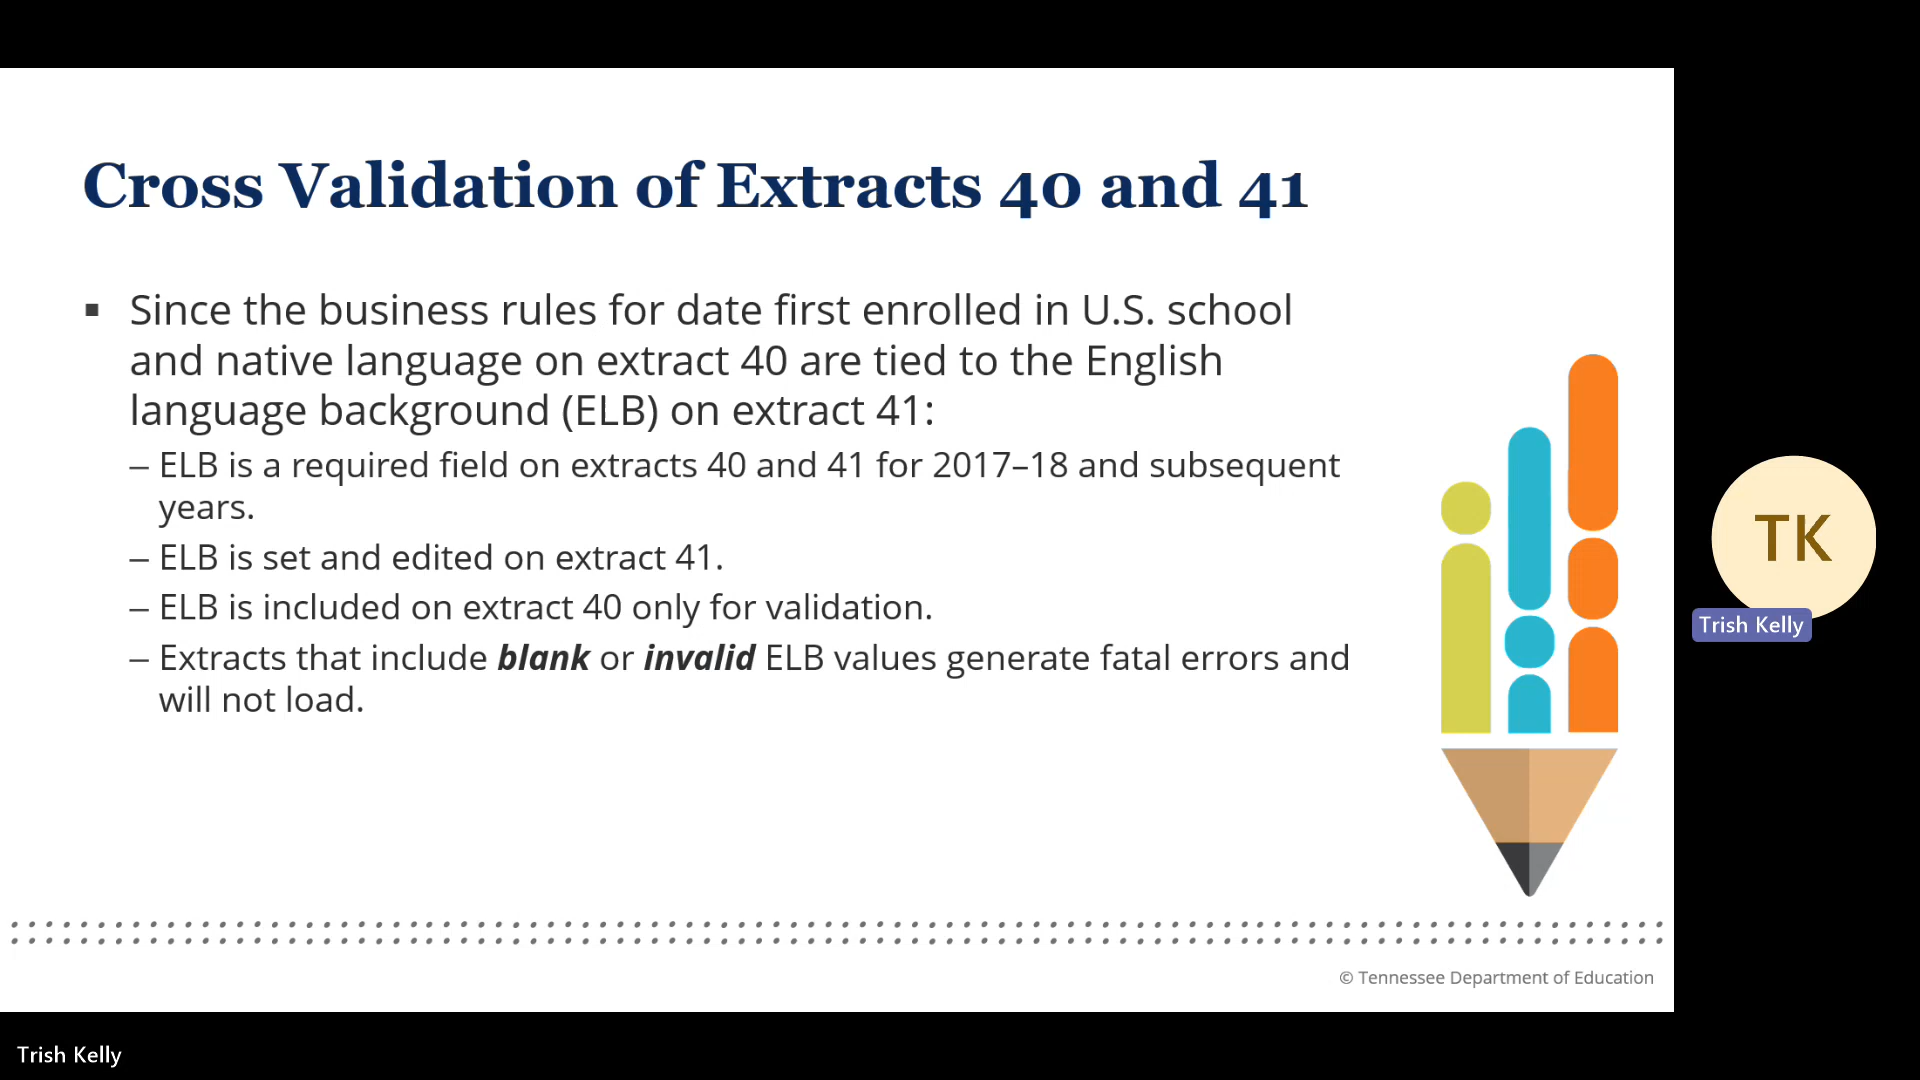 Cross Validation of Extracts 40 and 41
▪ Since the business rules for date first enrolled in U.S. school
and native language on extract 40 are tied to the English
language background (ELB) on extract 41:
– ELB is a required field on extracts 40 and 41 for 2017–18 and subsequent
years.
– ELB is set and edited on extract 41.
– ELB is included on extract 40 only for validation.
– Extracts that include blank or invalid ELB values generate fatal errors and
will not load.
TK
Trish Kelly
© Tennessee Department of Education
Trish Kelly